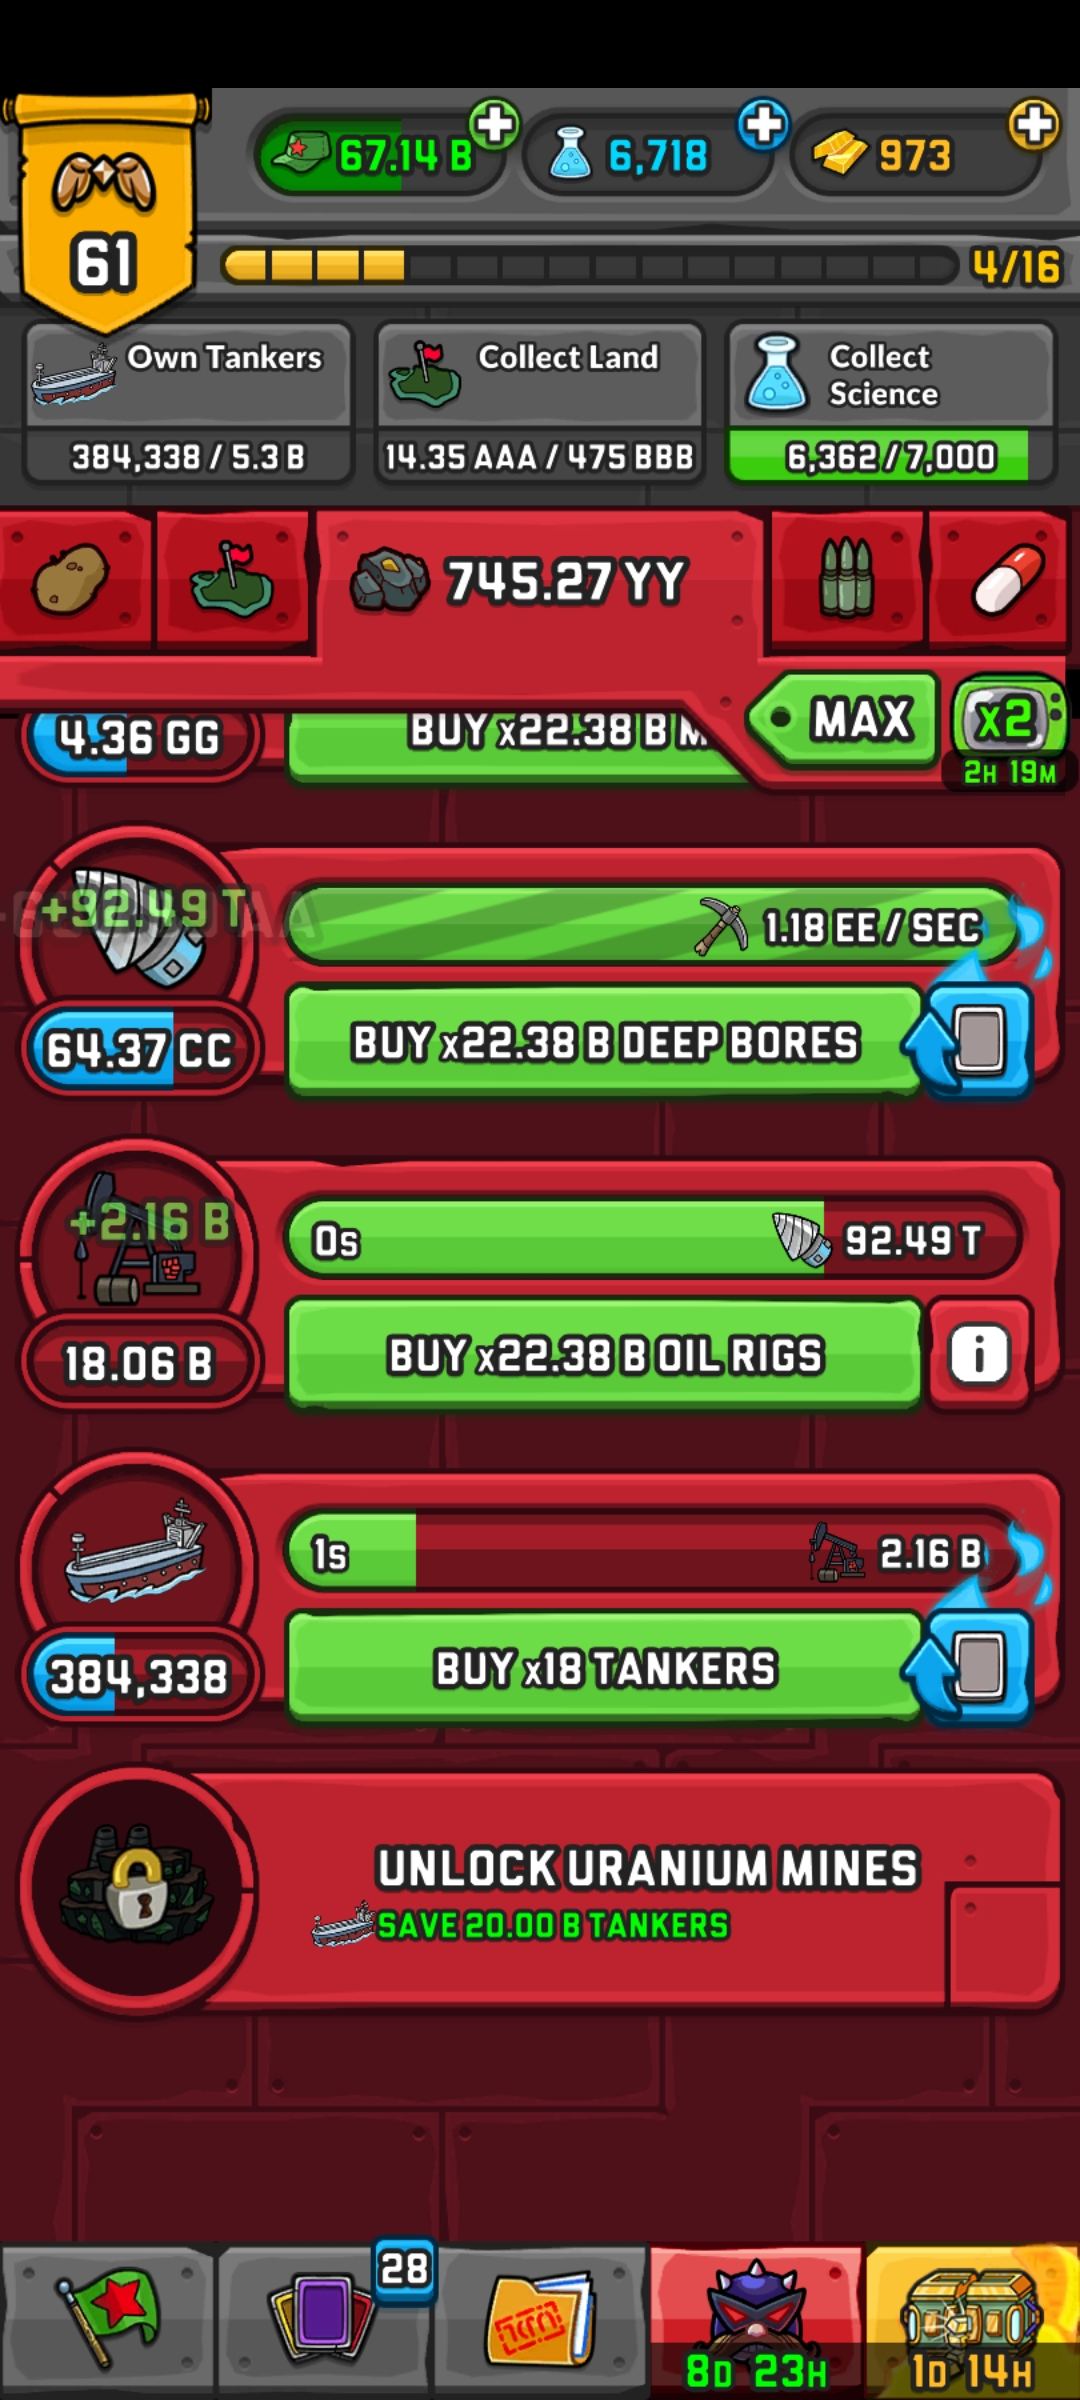 67.14 B
6,718
973
61
4/16
Own Tankers
384,338 / 5.3 B
Collect Land
14.35 AAA / 475 BBB
Collect
Science
6,362 / 7,000
745.27 YY
MAX
x2
2H 19M
4.36 GG
BUY x22.38 B
+92.49 T
1.18 EE / SEC
64.37 CC
BUY x22.38 B DEEP BORES
+2.16 B
0s
92.49 T
18.06 B
BUY x22.38 B OIL RIGS
i
1s
2.16 B
384,338
BUY x18 TANKERS
UNLOCK URANIUM MINES
SAVE 20.00 B TANKERS
28
8D 23H
1D 14H